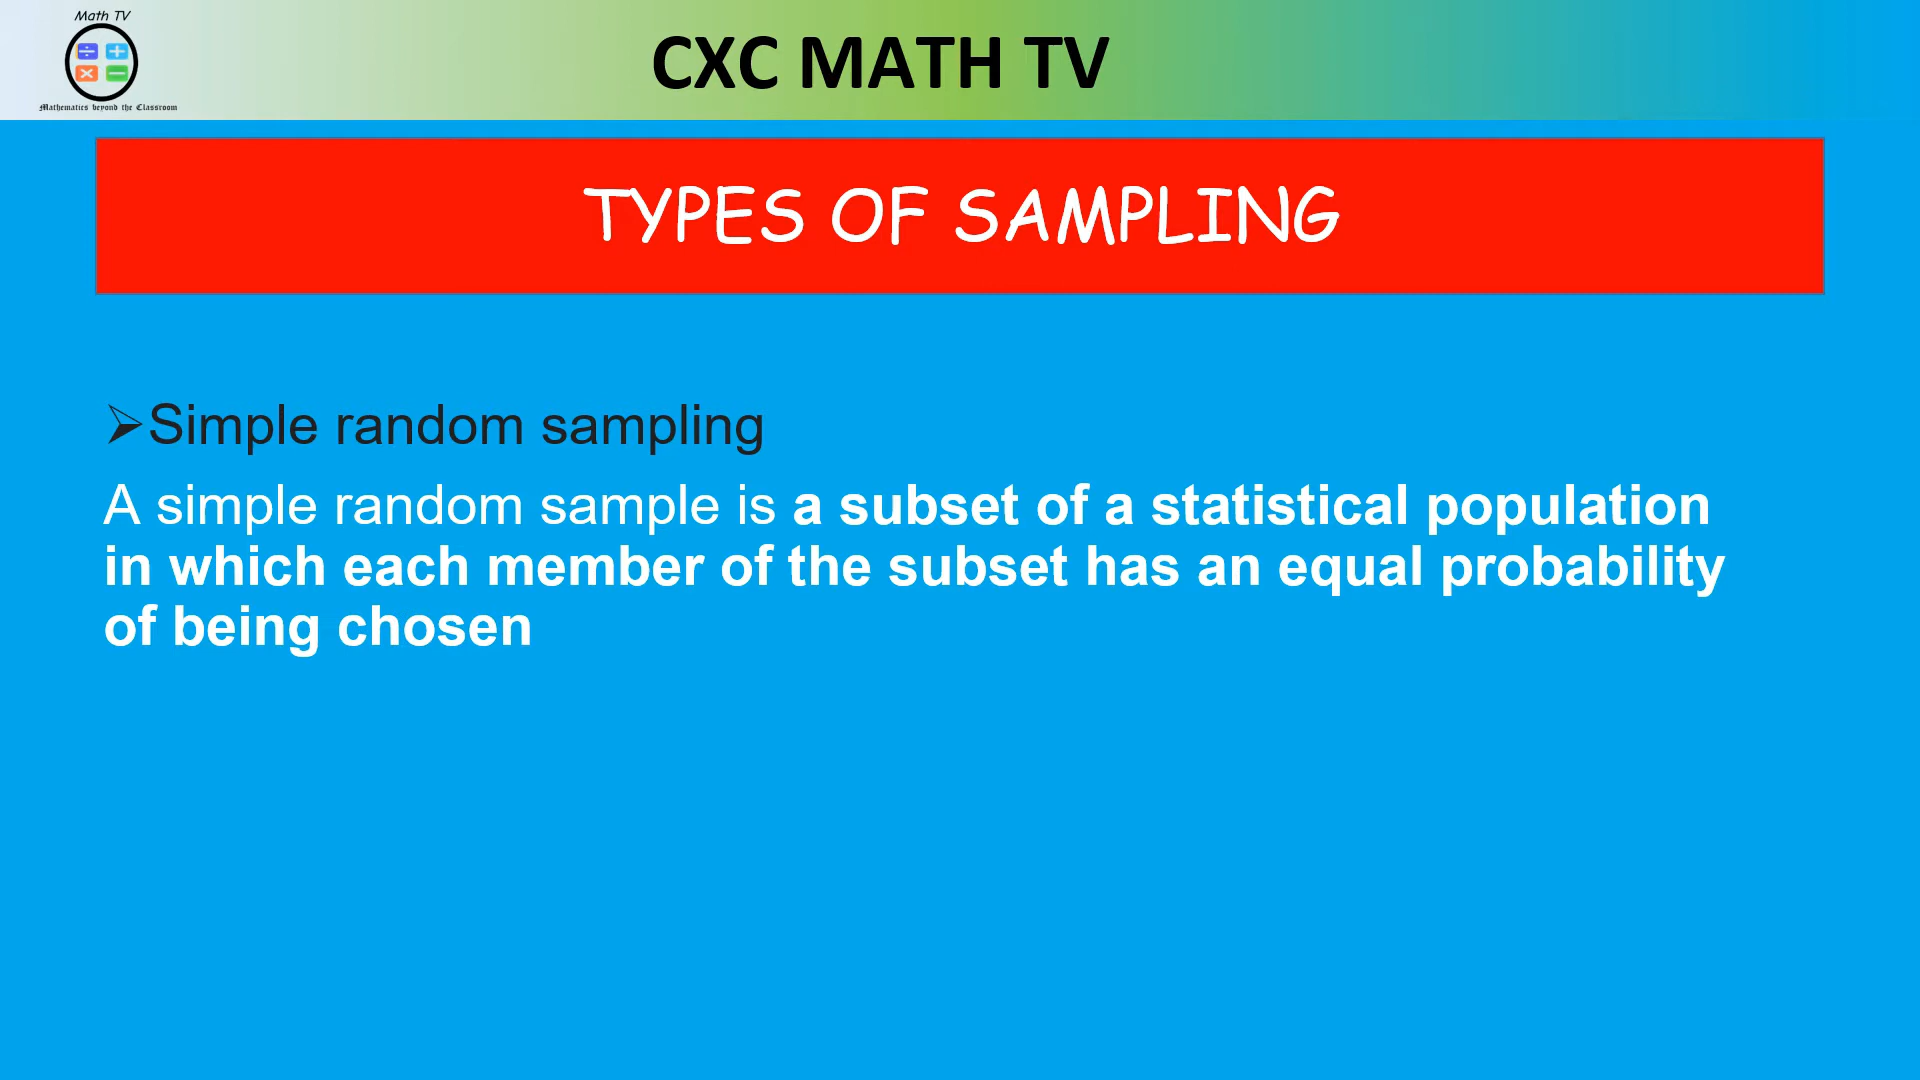 Math TV
Mathematics beyond the Classroom
CXC MATH TV
TYPES OF SAMPLING
➢Simple random sampling
A simple random sample is a subset of a statistical population
in which each member of the subset has an equal probability
of being chosen